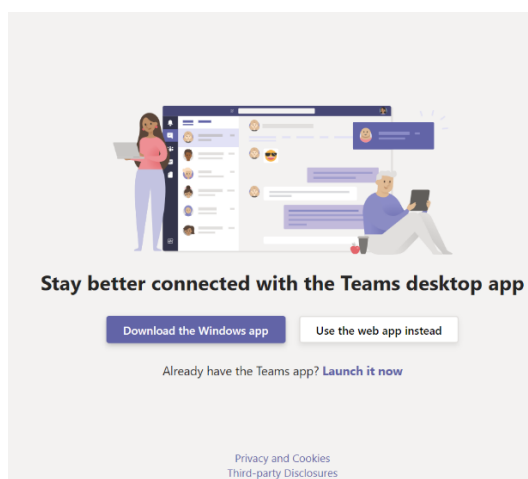 Stay better connected with the Teams desktop app
Download the Windows app
Use the web app instead
Already have the Teams app? Launch it now
Privacy and Cookies
Third-party Disclosures